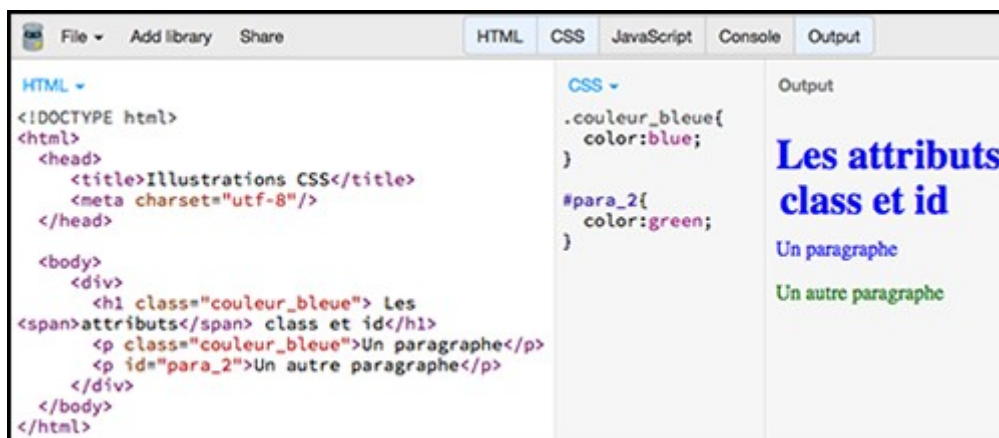 File Add library Share HTML CSS JavaScript Console Output
HTML
<!DOCTYPE html>
<html>
<head>
<title>Illustrations CSS</title>
<meta charset="utf-8"/>
</head>
<body>
<div>
<h1 class="couleur_bleue"> Les
<span>attributs</span> class et id</h1>
<p class="couleur_bleue">Un paragraphe</p>
<p id="para_2">Un autre paragraphe</p>
</div>
</body>
</html>
CSS
.couleur_bleue{
color:blue;
}
#para_2{
color:green;
}
Output
Les attributs
class et id
Un paragraphe
Un autre paragraphe